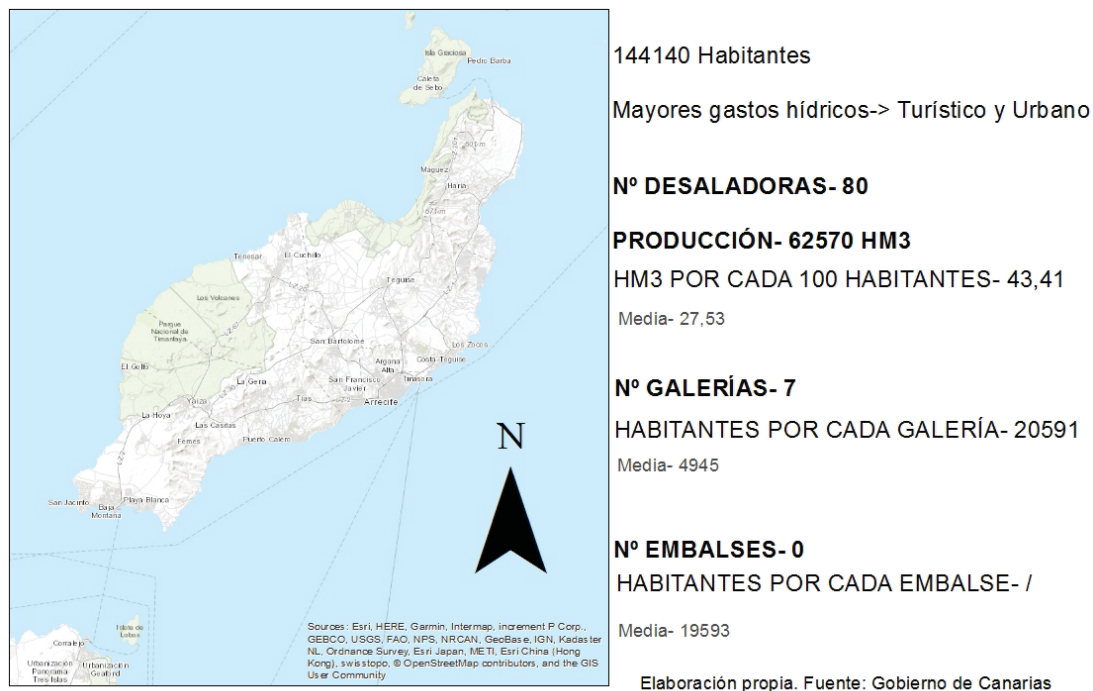 144140 Habitantes
Mayores gastos hídricos-> Turístico y Urbano
Nº DESALADORAS- 80
PRODUCCIÓN- 62570 HM3
HM3 POR CADA 100 HABITANTES- 43,41
Media- 27,53
Nº GALERÍAS- 7
HABITANTES POR CADA GALERÍA- 20591
Media- 4945
Nº EMBALSES- 0
HABITANTES POR CADA EMBALSE- /
Media- 19593
Elaboración propia. Fuente: Gobierno de Canarias
Isla Graciosa
Pedro Barba
Caleta
de Sebo
Maguez
Haría
Tenesar
El Cuchillo
Teguise
Los Volcanes
Parque
Nacional de
Timanfaya
San Bartolome
Los Zocos
Costa-Teguise
Argana
Alta
El Golfo
La Geria
San Francisco
Javier
Tinasoria
Yaiza
Tías
Arrecife
La Hoya
Las Casitas
Femes
Puerto Calero
San Jacinto
Playa Blanca
Montaña
N
Islote de
Lobos
Corralejo
Urbanización
Panorama
Tres Islas
Urbanización
Geafond
Sources: Esri, HERE, Garmin, Intermap, increment P Corp.,
GEBCO, USGS, FAO, NPS, NRCAN, GeoBase, IGN, Kadaster
NL, Ordnance Survey, Esri Japan, METI, Esri China (Hong
Kong), swisstopo, © OpenStreetMap contributors, and the GIS
User Community